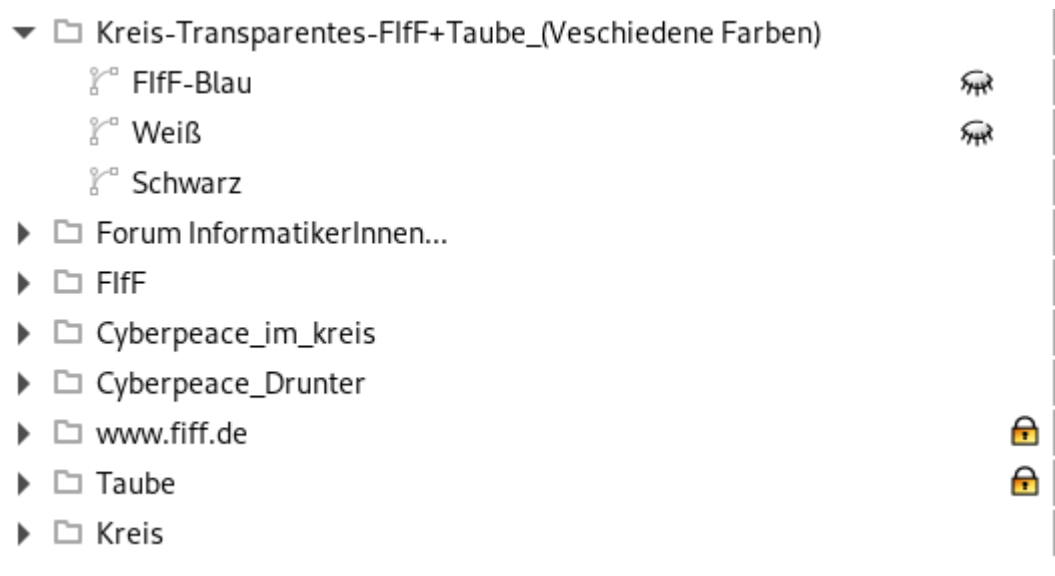 Kreis-Transparentes-FIfF+Taube_(Veschiedene Farben)
FIfF-Blau
Weiß
Schwarz
Forum InformatikerInnen...
FIfF
Cyberpeace_im_kreis
Cyberpeace_Drunter
www.fiff.de
Taube
Kreis